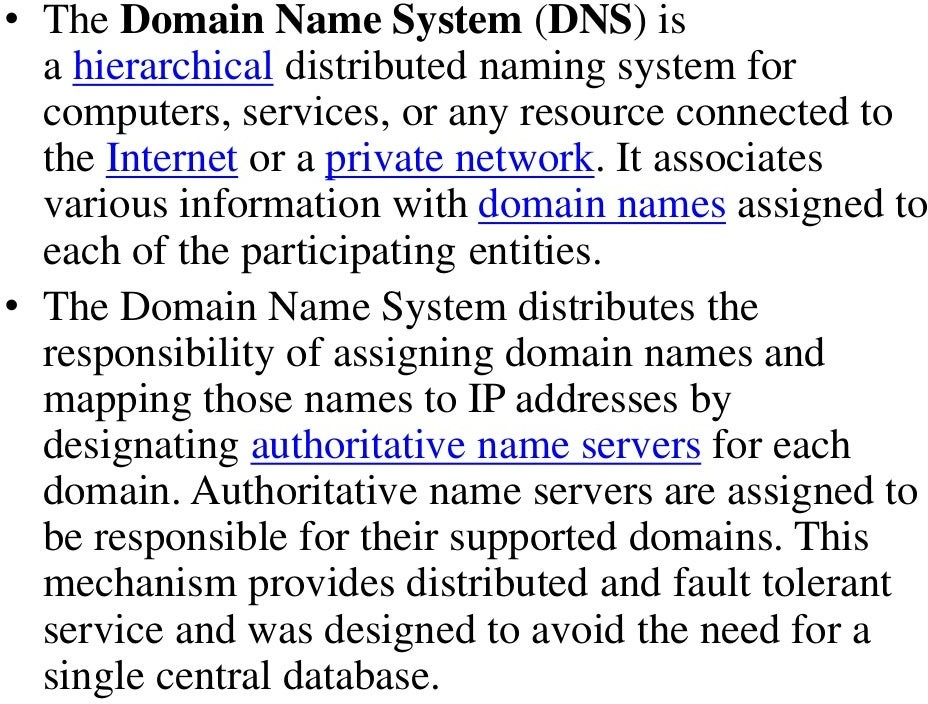 • The Domain Name System (DNS) is
a hierarchical distributed naming system for
computers, services, or any resource connected to
the Internet or a private network. It associates
various information with domain names assigned to
each of the participating entities.
• The Domain Name System distributes the
responsibility of assigning domain names and
mapping those names to IP addresses by
designating authoritative name servers for each
domain. Authoritative name servers are assigned to
be responsible for their supported domains. This
mechanism provides distributed and fault tolerant
service and was designed to avoid the need for a
single central database.